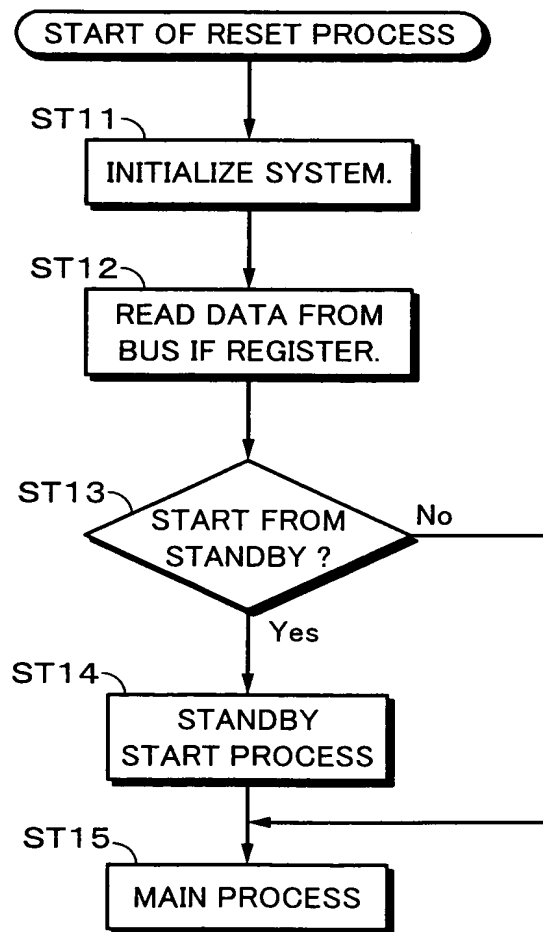 START OF RESET PROCESS
ST11
INITIALIZE SYSTEM.
ST12
READ DATA FROM
BUS IF REGISTER.
ST13
START FROM
STANDBY ?
No
Yes
ST14
STANDBY
START PROCESS
ST15
MAIN PROCESS